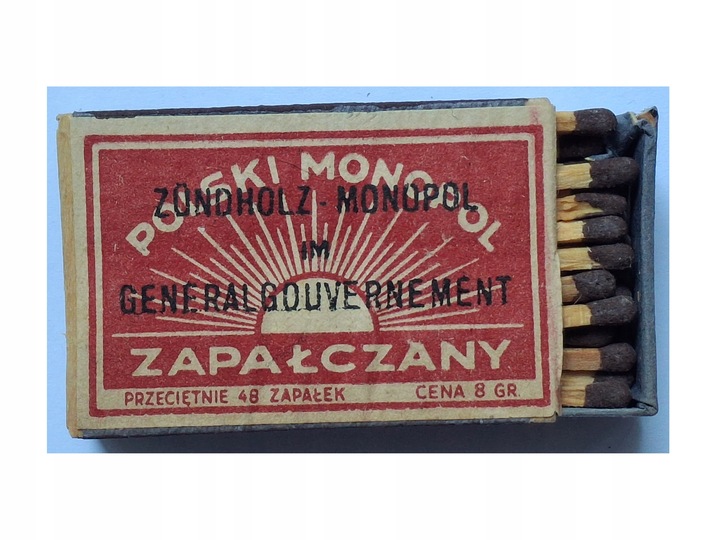 POLSKI MONOPOL
ZÜNDHOLZ-MONOPOL
IM
GENERALGOUVERNEMENT
ZAPAŁCZANY
PRZECIĘTNIE 48 ZAPAŁEK CENA 8 GR.